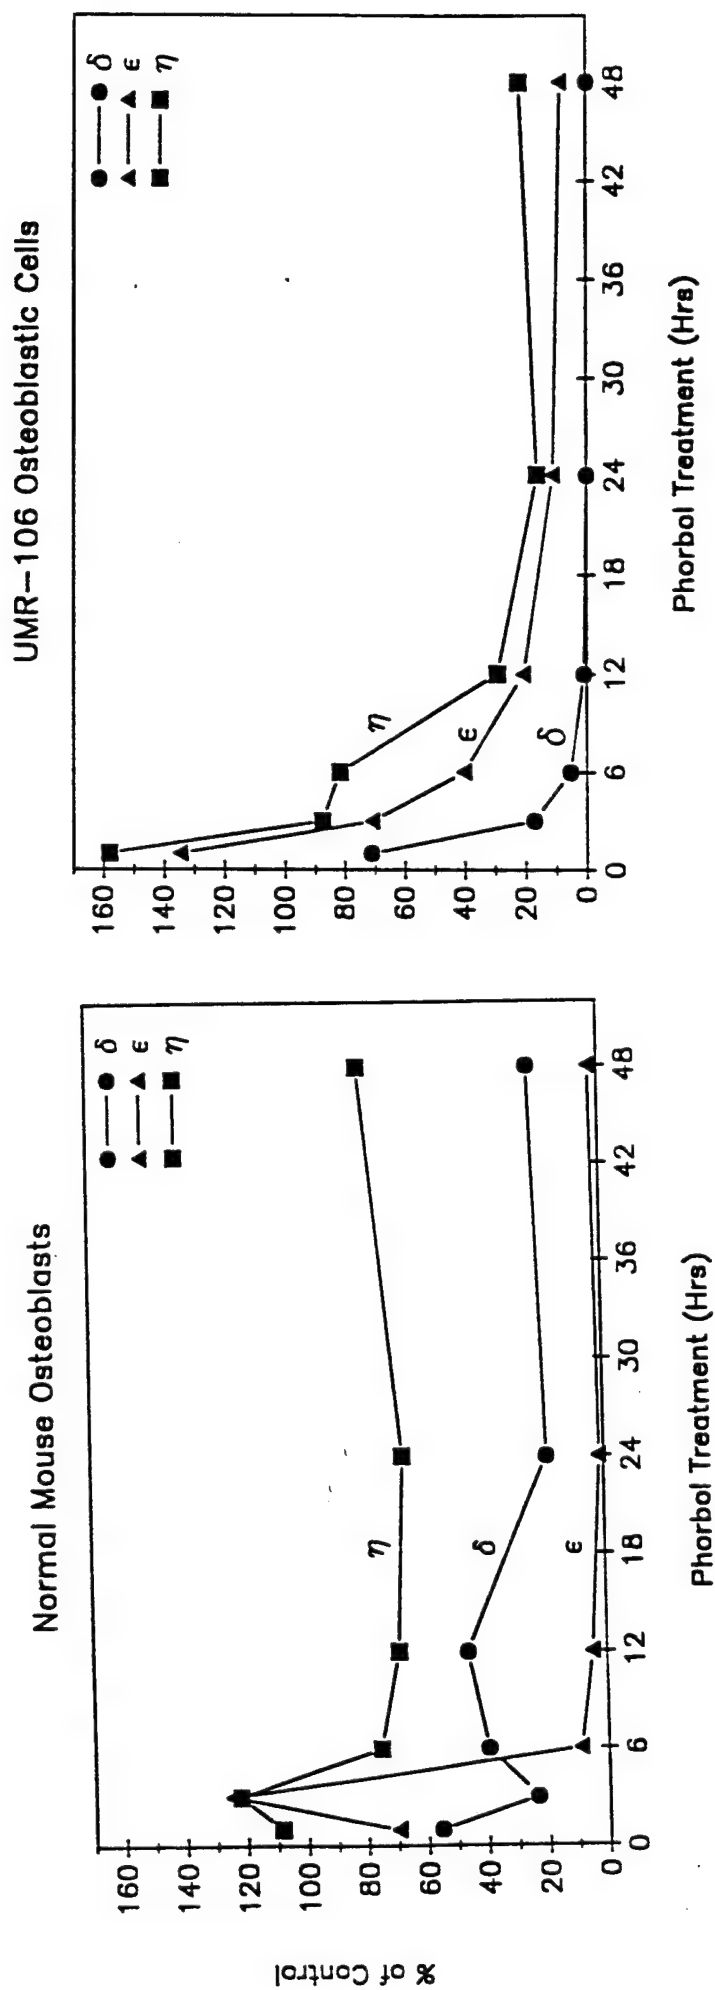 Normal Mouse Osteoblasts
% of Control
160
140
120
100
80
60
40
20
0
δ
ϵ
η
η
δ
ϵ
0 6 12 18 24 30 36 42 48
Phorbol Treatment (Hrs)
UMR-106 Osteoblastic Cells
160
140
120
100
80
60
40
20
0
δ
ϵ
η
η
ϵ
δ
0 6 12 18 24 30 36 42 48
Phorbol Treatment (Hrs)